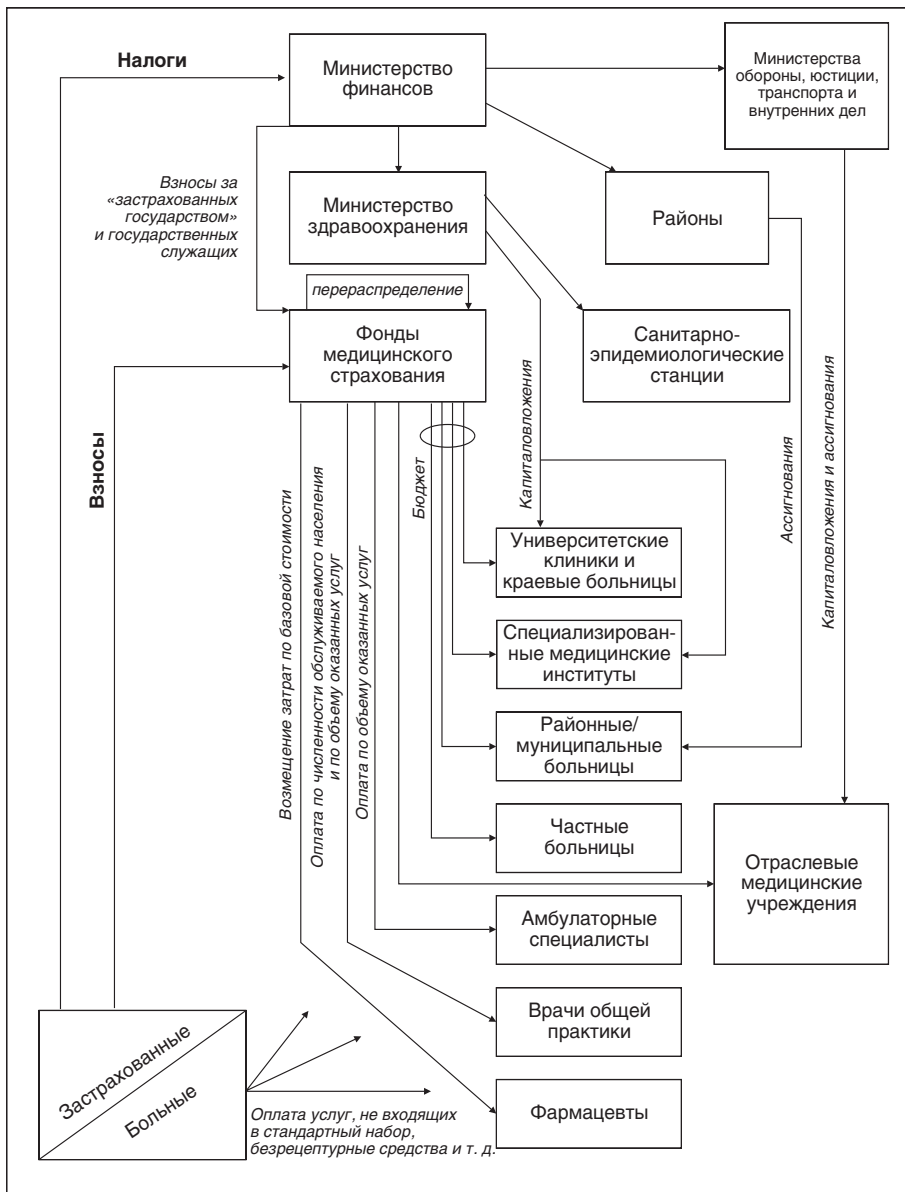 Налоги
Министерство
финансов
Министерства
обороны, юстиции,
транспорта и
внутренних дел
Взносы за
«застрахованных
государством»
и государственных
служащих
Министерство
здравоохранения
Районы
перераспределение
Фонды
медицинского
страхования
Санитарно-
эпидемиологические
станции
Взносы
Возмещение затрат по базовой стоимости
Оплата по численности обслуживаемого населения
и по объему оказанных услуг
Оплата по объему оказанных услуг
Бюджет
Капиталовложения
Ассигнования
Капиталовложения и ассигнования
Университетские
клиники и
краевые больницы
Специализирован-
ные медицинские
институты
Районные/
муниципальные
больницы
Частные
больницы
Отраслевые
медицинские
учреждения
Амбулаторные
специалисты
Врачи общей
практики
Фармацевты
Застрахованные
Больные
Оплата услуг, не входящих
в стандартный набор,
безрецептурные средства и т. д.